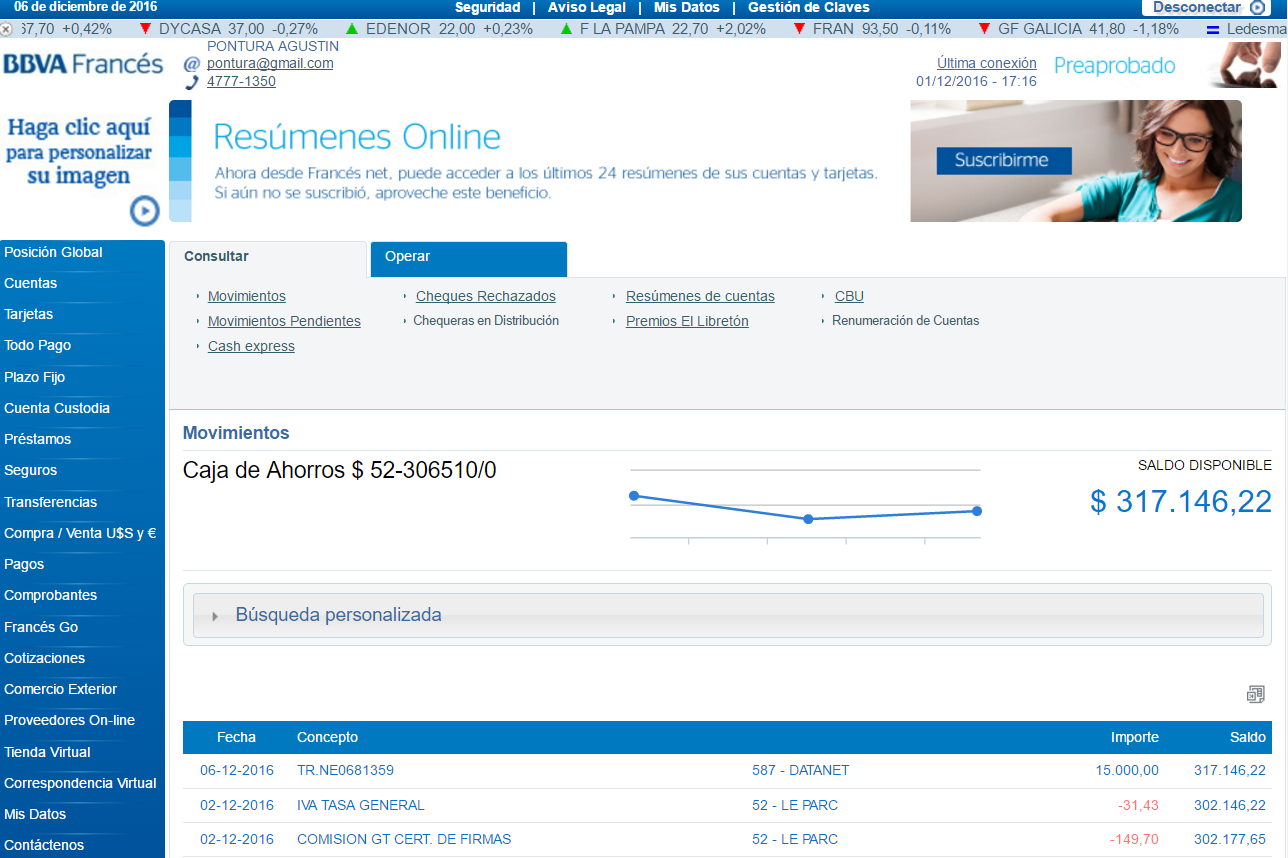 06 de diciembre de 2016 Seguridad | Aviso Legal | Mis Datos | Gestión de Claves Desconectar
37,70 +0,42% DYCASA 37,00 -0,27% EDENOR 22,00 +0,23% F LA PAMPA 22,70 +2,02% FRAN 93,50 -0,11% GF GALICIA 41,80 -1,18% Ledesma
BBVA Francés
PONTURA AGUSTIN
@ pontura@gmail.com
4777-1350
Última conexión
01/12/2016 - 17:16
Preaprobado
Haga clic aquí
para personalizar
su imagen
Resúmenes Online
Ahora desde Francés net, puede acceder a los últimos 24 resúmenes de sus cuentas y tarjetas.
Si aún no se suscribió, aproveche este beneficio.
Suscribirme
Posición Global
Cuentas
Tarjetas
Todo Pago
Plazo Fijo
Cuenta Custodia
Préstamos
Seguros
Transferencias
Compra / Venta U$S y €
Pagos
Comprobantes
Francés Go
Cotizaciones
Comercio Exterior
Proveedores On-line
Tienda Virtual
Correspondencia Virtual
Mis Datos
Contáctenos
Consultar Operar
Movimientos Cheques Rechazados Resúmenes de cuentas CBU
Movimientos Pendientes Chequeras en Distribución Premios El Libretón Renumeración de Cuentas
Cash express
Movimientos
Caja de Ahorros $ 52-306510/0
SALDO DISPONIBLE
$ 317.146,22
Búsqueda personalizada
Fecha Concepto Importe Saldo
06-12-2016 TR.NE0681359 587 - DATANET 15.000,00 317.146,22
02-12-2016 IVA TASA GENERAL 52 - LE PARC -31,43 302.146,22
02-12-2016 COMISION GT CERT. DE FIRMAS 52 - LE PARC -149,70 302.177,65